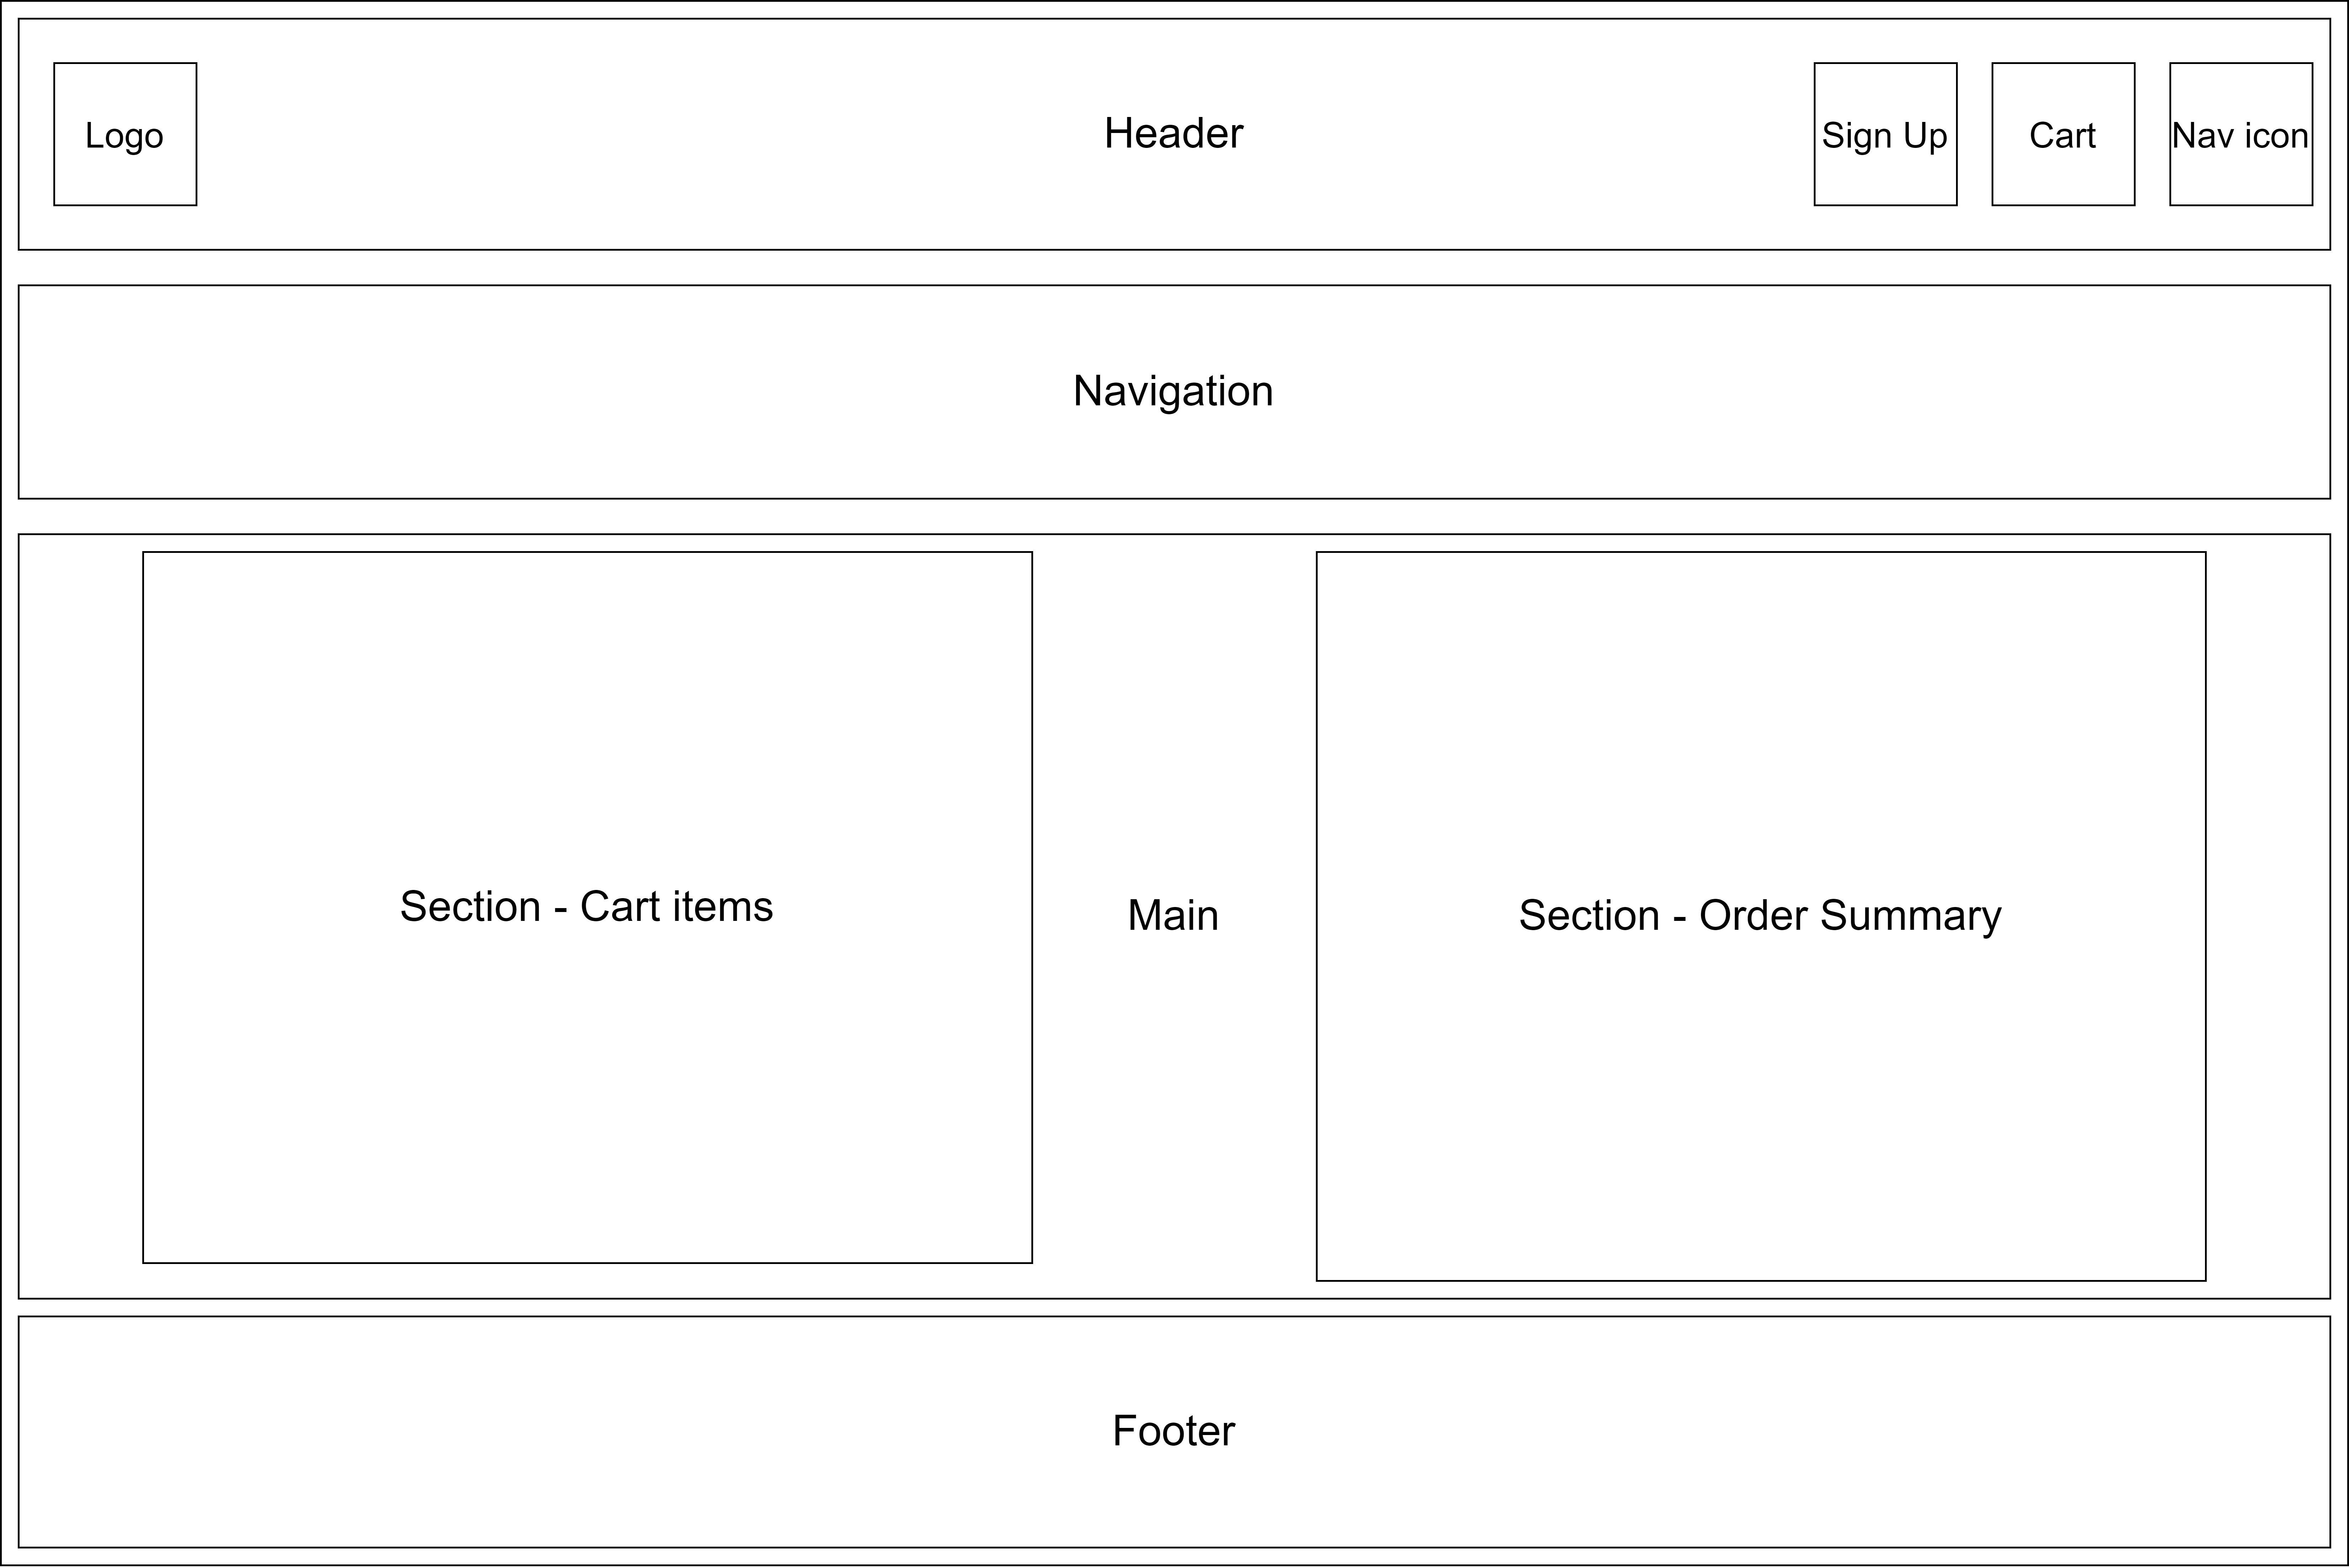 Logo
Header
Sign Up
Cart
Nav icon
Navigation
Section - Cart items
Main
Section - Order Summary
Footer